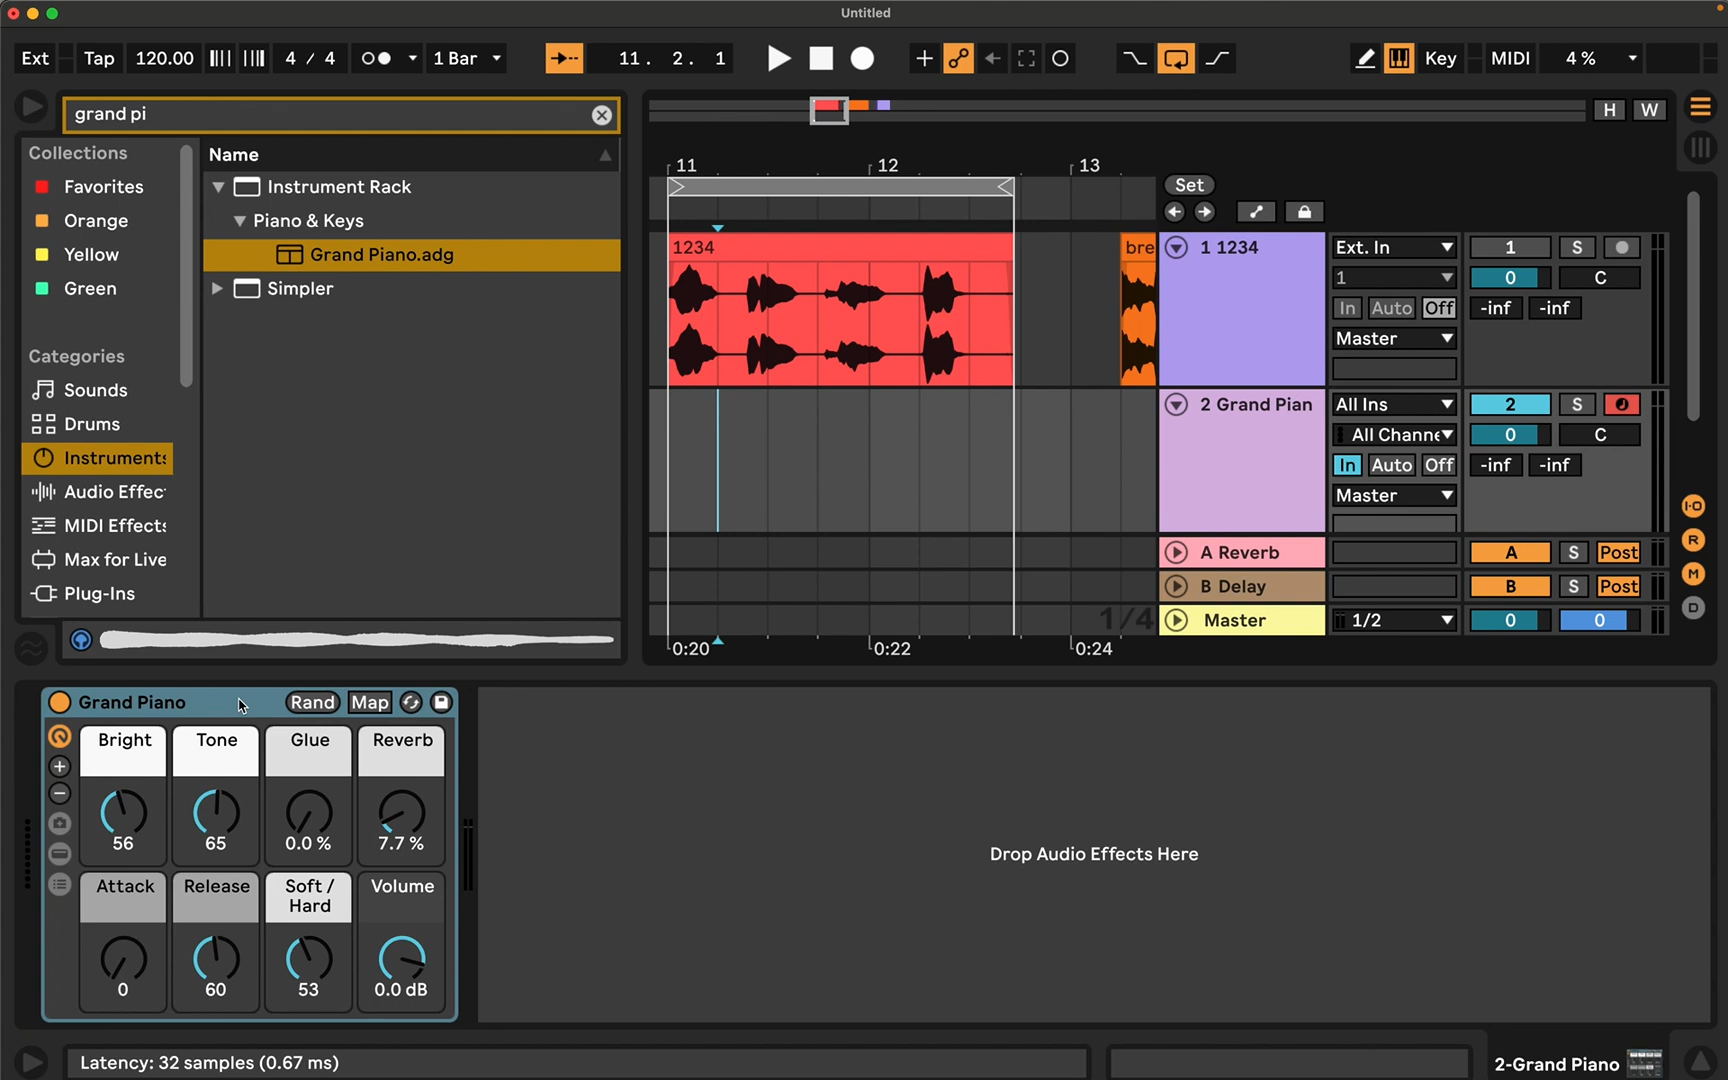 Untitled
Ext Tap 120.00 4 / 4 1 Bar 11. 2. 1 Key MIDI 4 %
grand pi
H W
Collections
Favorites
Orange
Yellow
Green
Categories
Sounds
Drums
Instruments
Audio Effec
MIDI Effects
Max for Live
Plug-Ins
Name
Instrument Rack
Piano & Keys
Grand Piano.adg
Simpler
11 12 13
Set
1234 bre
1 1234 Ext. In 1 S
1 0 C
In Auto Off -inf -inf
Master
2 Grand Pian All Ins 2 S
All Channe 0 C
In Auto Off -inf -inf
Master
A Reverb A S Post
B Delay B S Post
1/4 Master 1/2 0 0
0:20 0:22 0:24
I·O
R
M
D
Grand Piano Rand Map
Bright Tone Glue Reverb
56 65 0.0 % 7.7 %
Attack Release Soft / Hard Volume
0 60 53 0.0 dB
Drop Audio Effects Here
Latency: 32 samples (0.67 ms)
2-Grand Piano